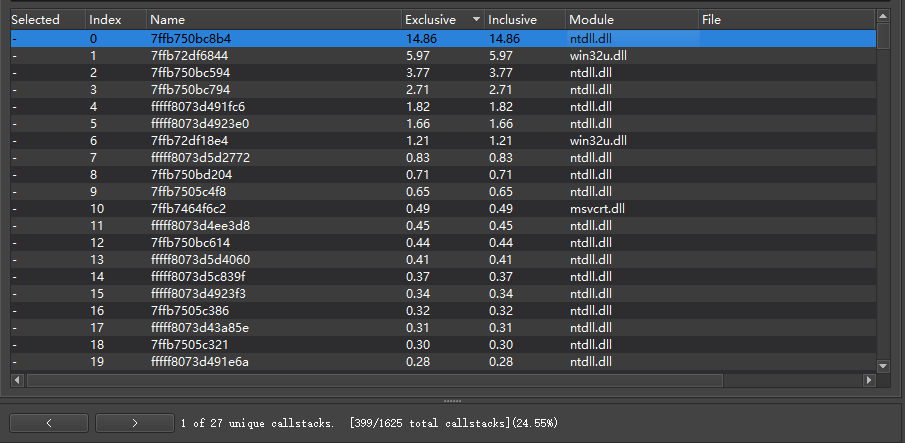 Selected Index Name Exclusive Inclusive Module File
- 0 7ffb750bc8b4 14.86 14.86 ntdll.dll
- 1 7ffb72df6844 5.97 5.97 win32u.dll
- 2 7ffb750bc594 3.77 3.77 ntdll.dll
- 3 7ffb750bc794 2.71 2.71 ntdll.dll
- 4 fffff8073d491fc6 1.82 1.82 ntdll.dll
- 5 fffff8073d4923e0 1.66 1.66 ntdll.dll
- 6 7ffb72df18e4 1.21 1.21 win32u.dll
- 7 fffff8073d5d2772 0.83 0.83 ntdll.dll
- 8 7ffb750bd204 0.71 0.71 ntdll.dll
- 9 7ffb7505c4f8 0.65 0.65 ntdll.dll
- 10 7ffb7464f6c2 0.49 0.49 msvcrt.dll
- 11 fffff8073d4ee3d8 0.45 0.45 ntdll.dll
- 12 7ffb750bc614 0.44 0.44 ntdll.dll
- 13 fffff8073d5d4060 0.41 0.41 ntdll.dll
- 14 fffff8073d5c839f 0.37 0.37 ntdll.dll
- 15 fffff8073d4923f3 0.34 0.34 ntdll.dll
- 16 7ffb7505c386 0.32 0.32 ntdll.dll
- 17 fffff8073d43a85e 0.31 0.31 ntdll.dll
- 18 7ffb7505c321 0.30 0.30 ntdll.dll
- 19 fffff8073d491e6a 0.28 0.28 ntdll.dll
< > 1 of 27 unique callstacks. [399/1625 total callstacks](24.55%)